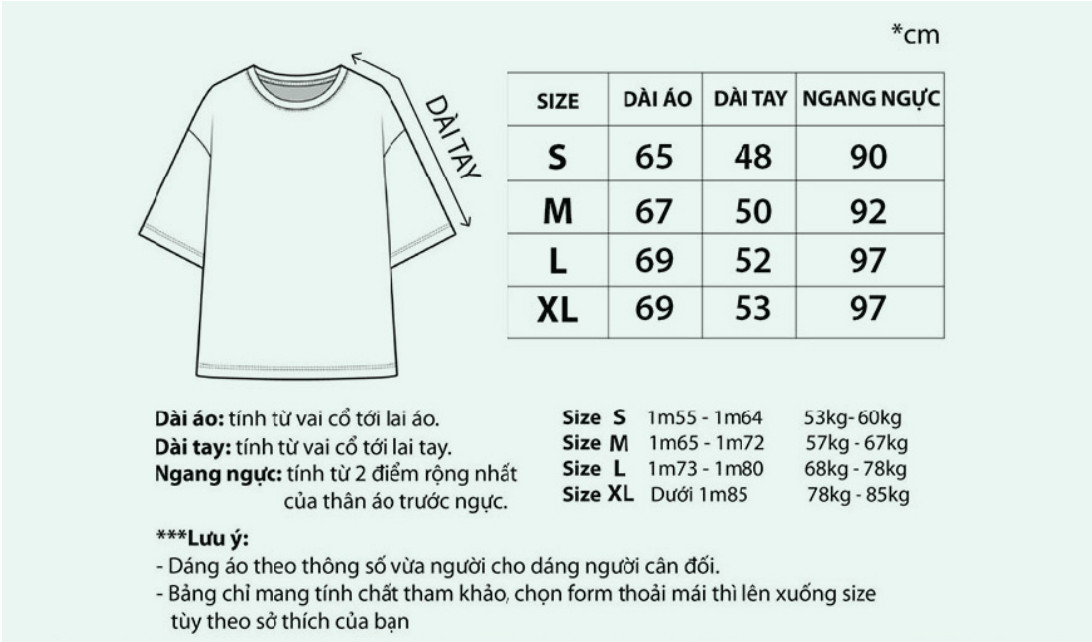 *cm
DÀI TAY
SIZE DÀI ÁO DÀI TAY NGANG NGỰC
S 65 48 90
M 67 50 92
L 69 52 97
XL 69 53 97
Dài áo: tính từ vai cổ tới lai áo.
Dài tay: tính từ vai cổ tới lai tay.
Ngang ngực: tính từ 2 điểm rộng nhất
của thân áo trước ngực.
Size S 1m55 - 1m64 53kg- 60kg
Size M 1m65 - 1m72 57kg - 67kg
Size L 1m73 - 1m80 68kg - 78kg
Size XL Dưới 1m85 78kg - 85kg
***Lưu ý:
- Dáng áo theo thông số vừa người cho dáng người cân đối.
- Bảng chỉ mang tính chất tham khảo, chọn form thoải mái thì lên xuống size
tùy theo sở thích của bạn